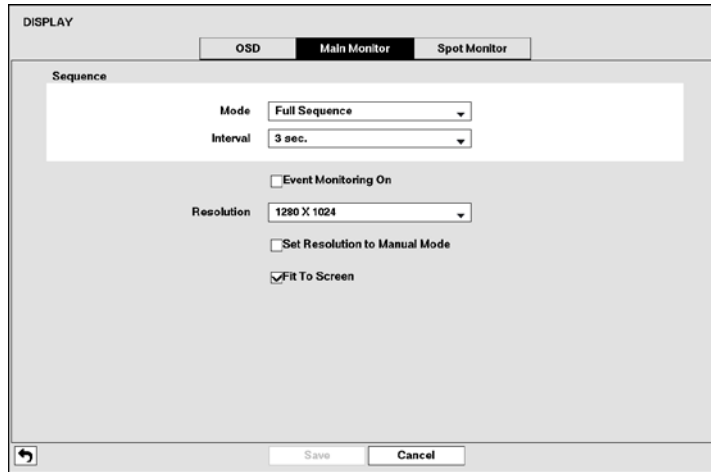 DISPLAY
OSD Main Monitor Spot Monitor
Sequence
Mode Full Sequence
Interval 3 sec.
Event Monitoring On
Resolution 1280 X 1024
Set Resolution to Manual Mode
Fit To Screen
Save Cancel